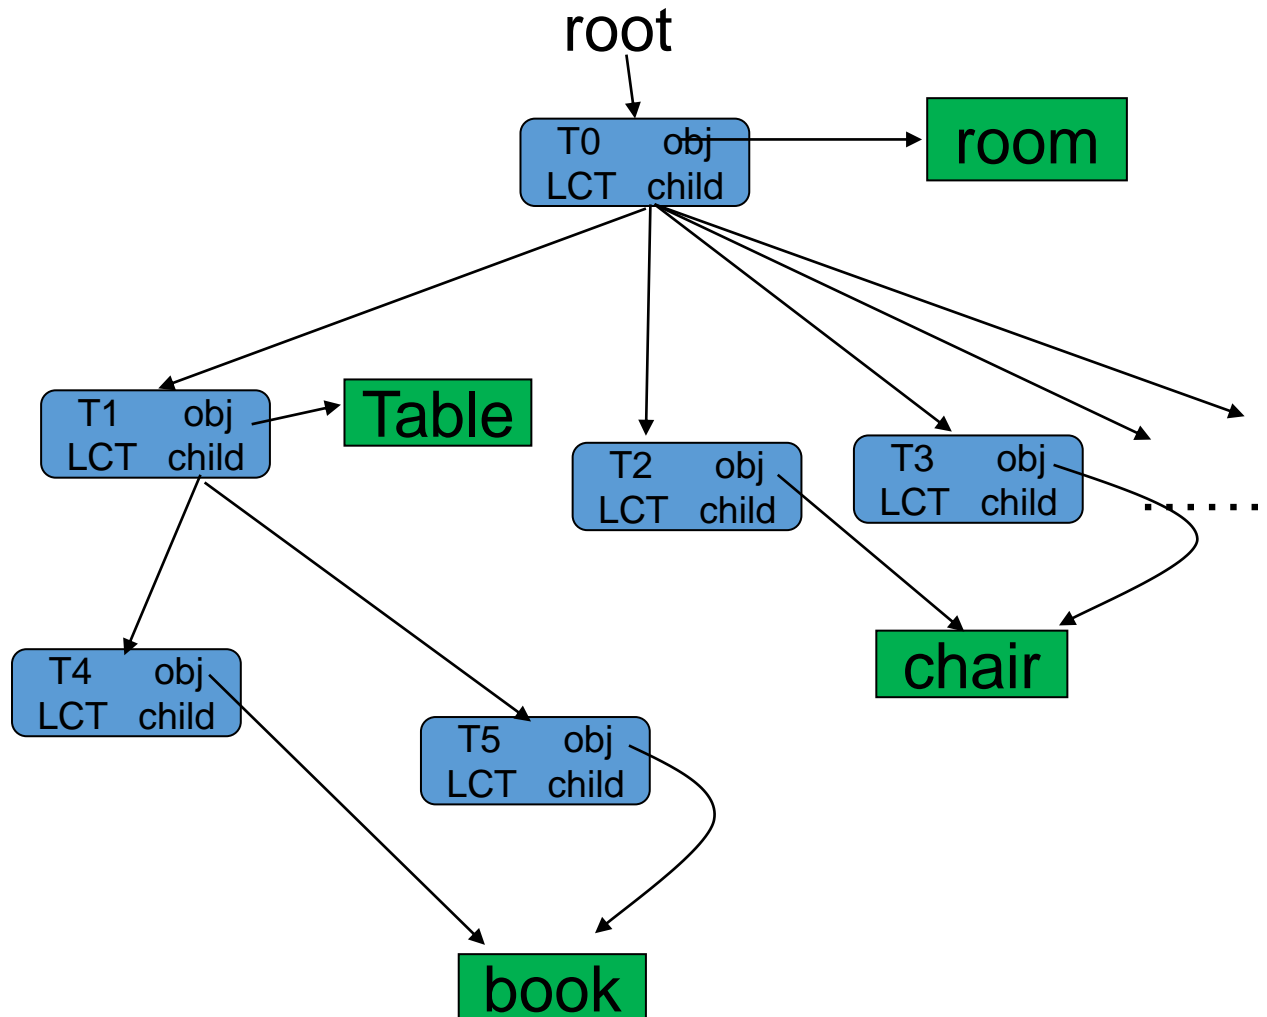 root
T0 obj
LCT child
room
T1 obj
LCT child
Table
T2 obj
LCT child
T3 obj
LCT child
......
chair
T4 obj
LCT child
T5 obj
LCT child
book